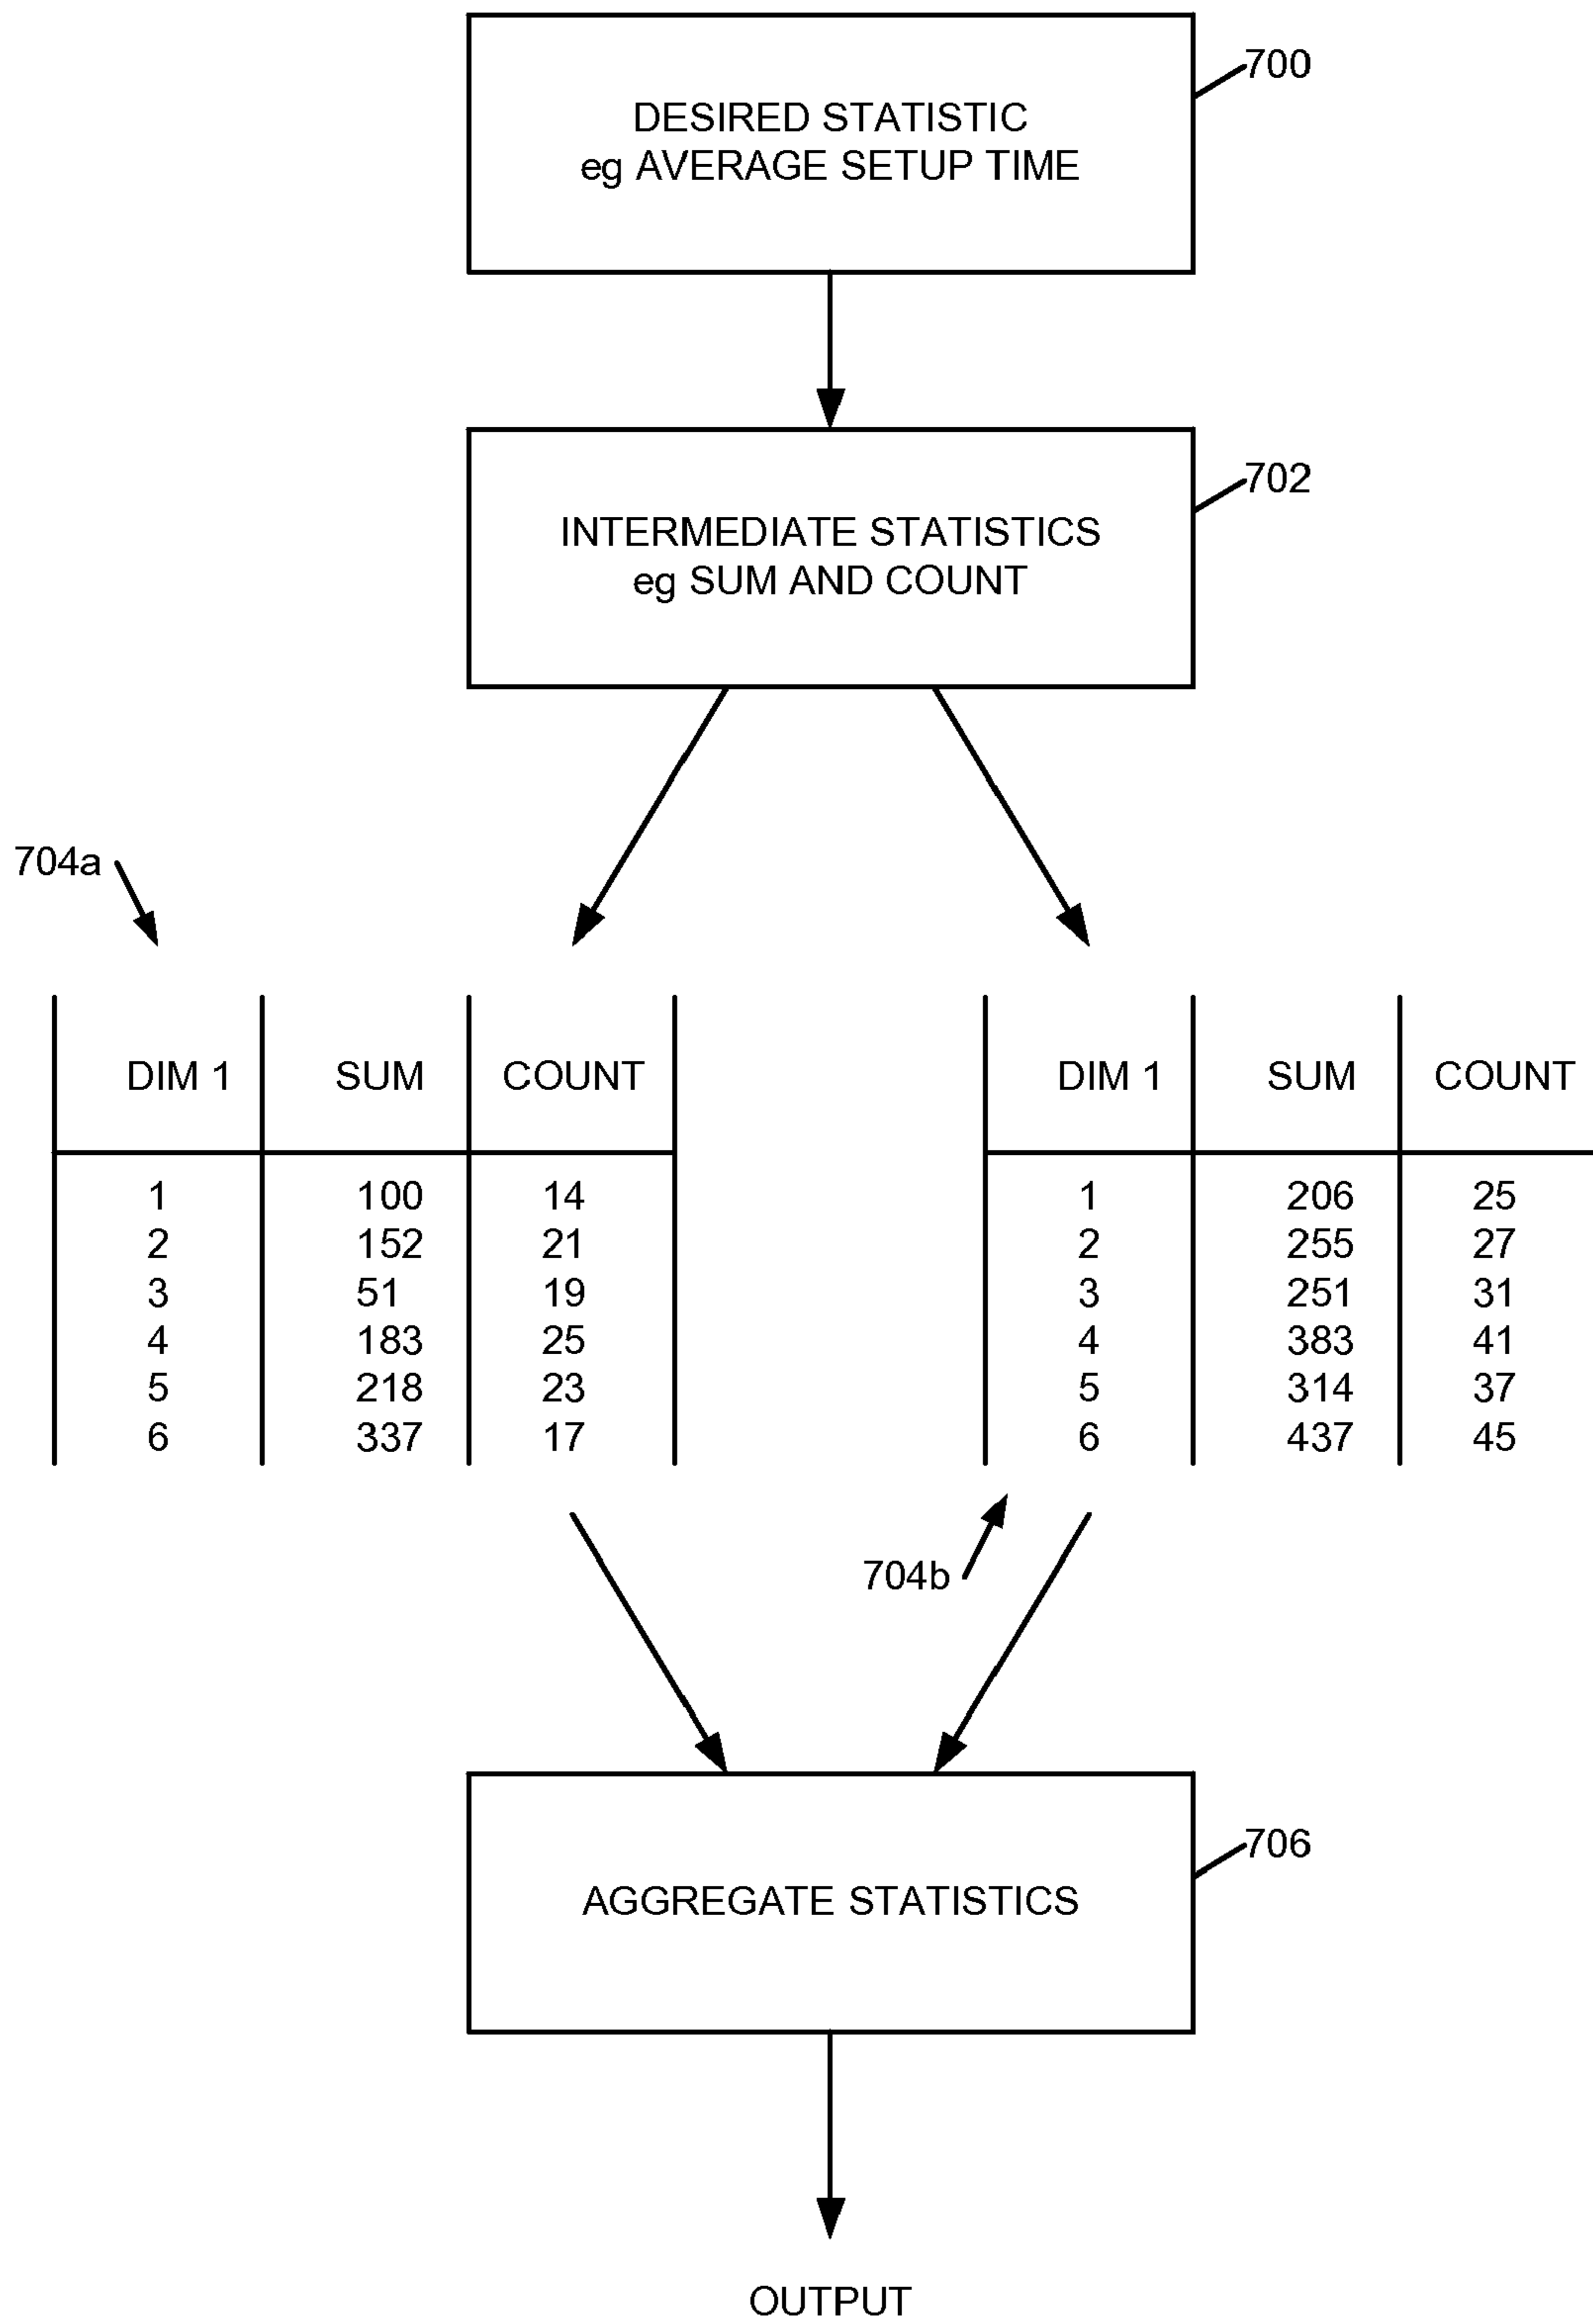 700
DESIRED STATISTIC
eg AVERAGE SETUP TIME
702
INTERMEDIATE STATISTICS
eg SUM AND COUNT
704a
DIM 1 SUM COUNT
1 100 14
2 152 21
3 51 19
4 183 25
5 218 23
6 337 17
DIM 1 SUM COUNT
1 206 25
2 255 27
3 251 31
4 383 41
5 314 37
6 437 45
704b
706
AGGREGATE STATISTICS
OUTPUT